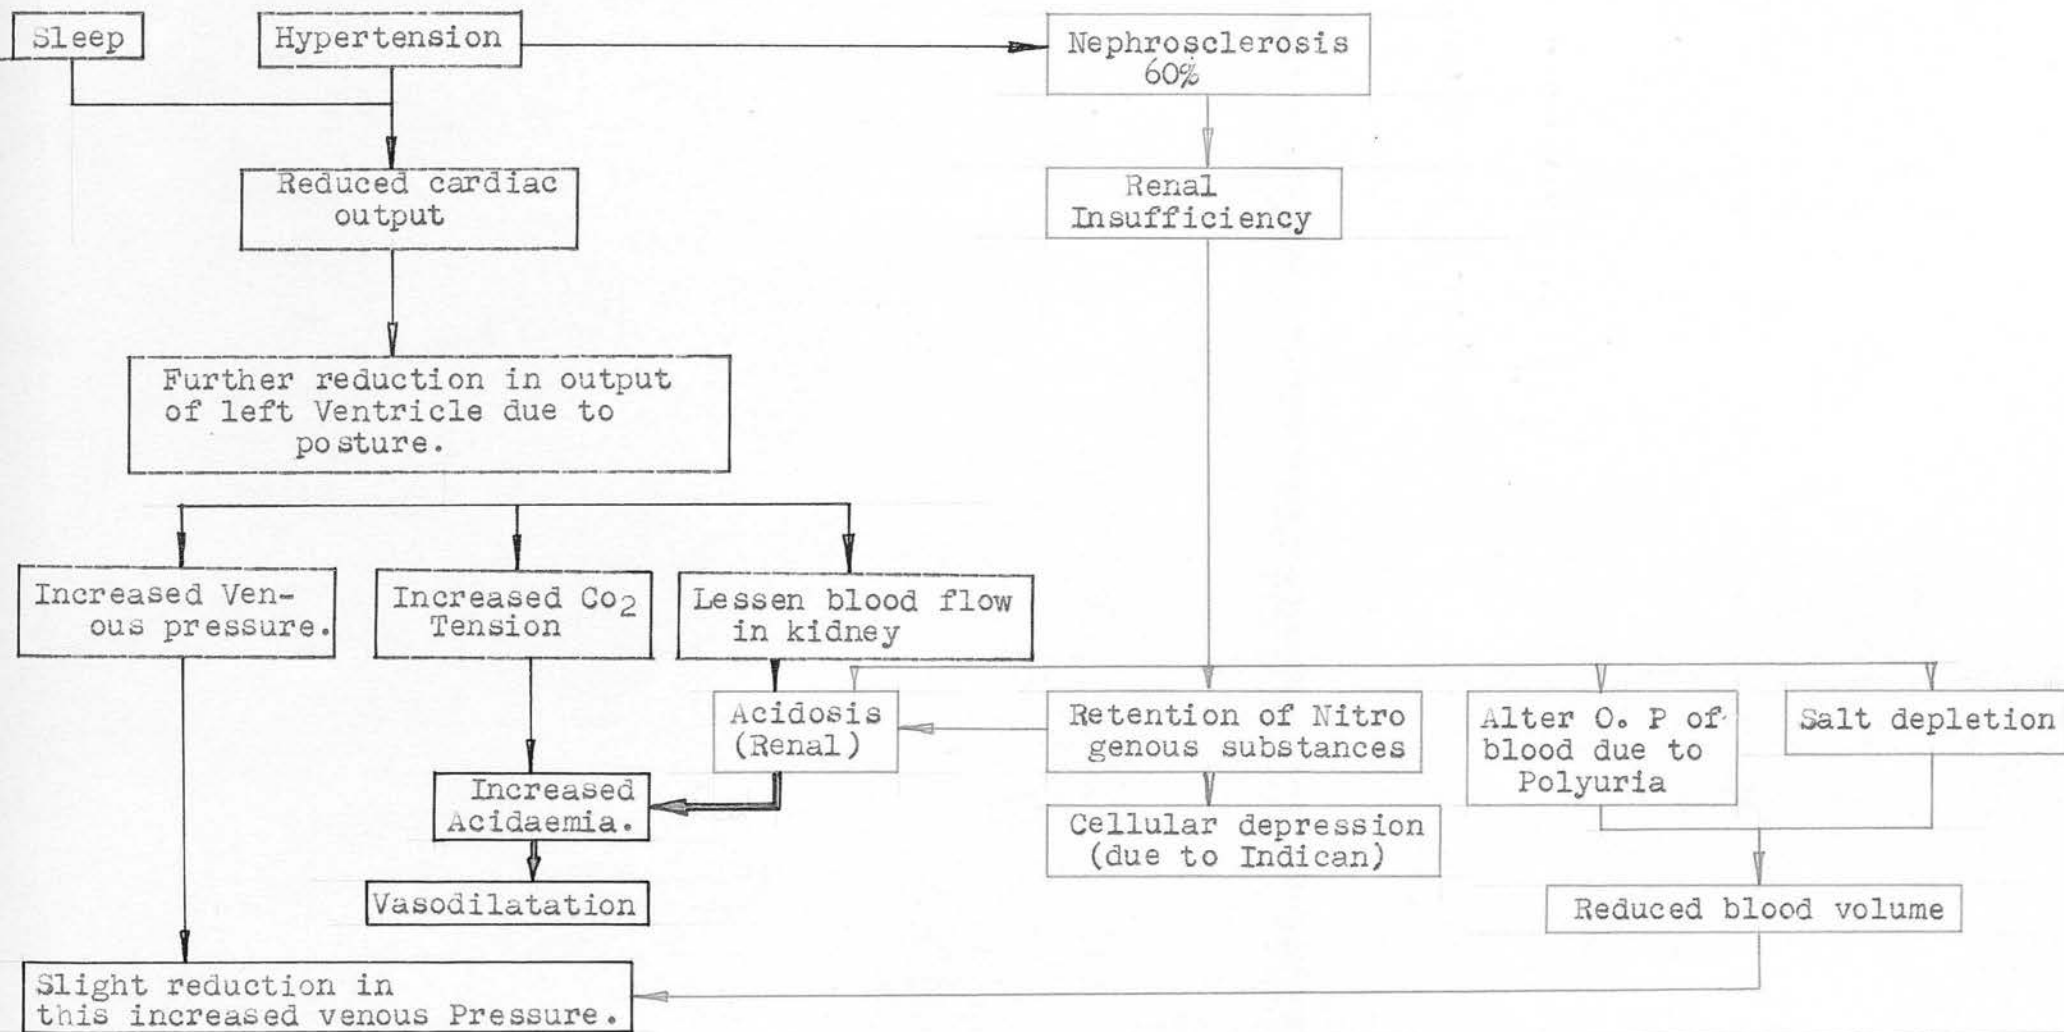 Sleep
Hypertension
Nephrosclerosis
60%
Reduced cardiac
output
Renal
Insufficiency
Further reduction in output
of left Ventricle due to
posture.
Increased Ven-
ous pressure.
Increased Co2
Tension
Lessen blood flow
in kidney
Acidosis
(Renal)
Retention of Nitro
genous substances
Alter O. P of
blood due to
Polyuria
Salt depletion
Increased
Acidaemia.
Cellular depression
(due to Indican)
Vasodilatation
Reduced blood volume
Slight reduction in
this increased venous Pressure.